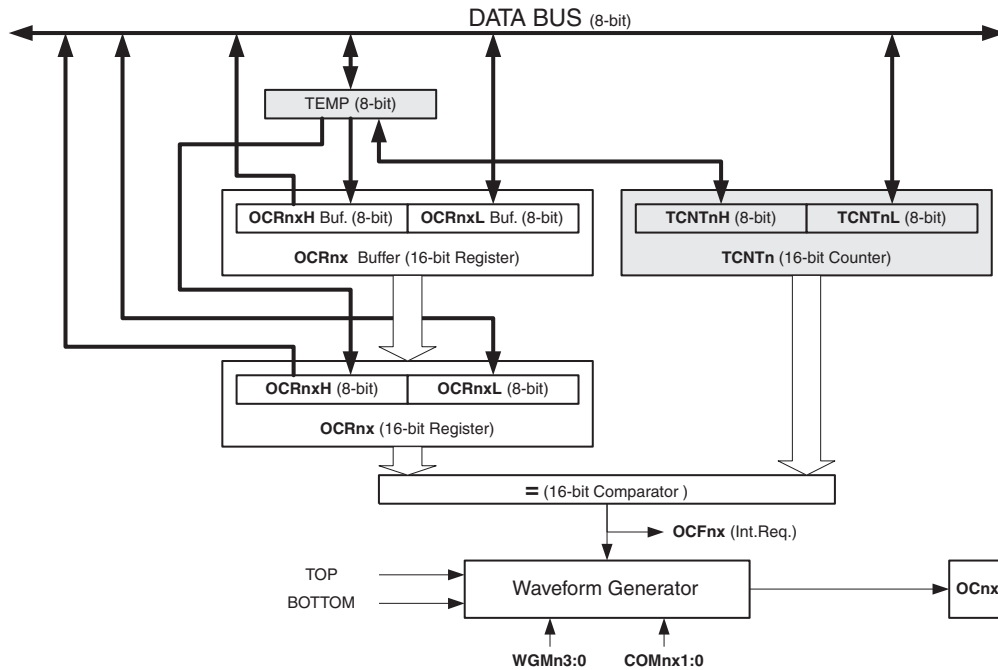 DATA BUS (8-bit)
TEMP (8-bit)
OCRnxH Buf. (8-bit) OCRnxL Buf. (8-bit)
OCRnx Buffer (16-bit Register)
TCNTnH (8-bit) TCNTnL (8-bit)
TCNTn (16-bit Counter)
OCRnxH (8-bit) OCRnxL (8-bit)
OCRnx (16-bit Register)
= (16-bit Comparator )
OCFnx (Int.Req.)
TOP
BOTTOM
Waveform Generator
OCnx
WGMn3:0 COMnx1:0